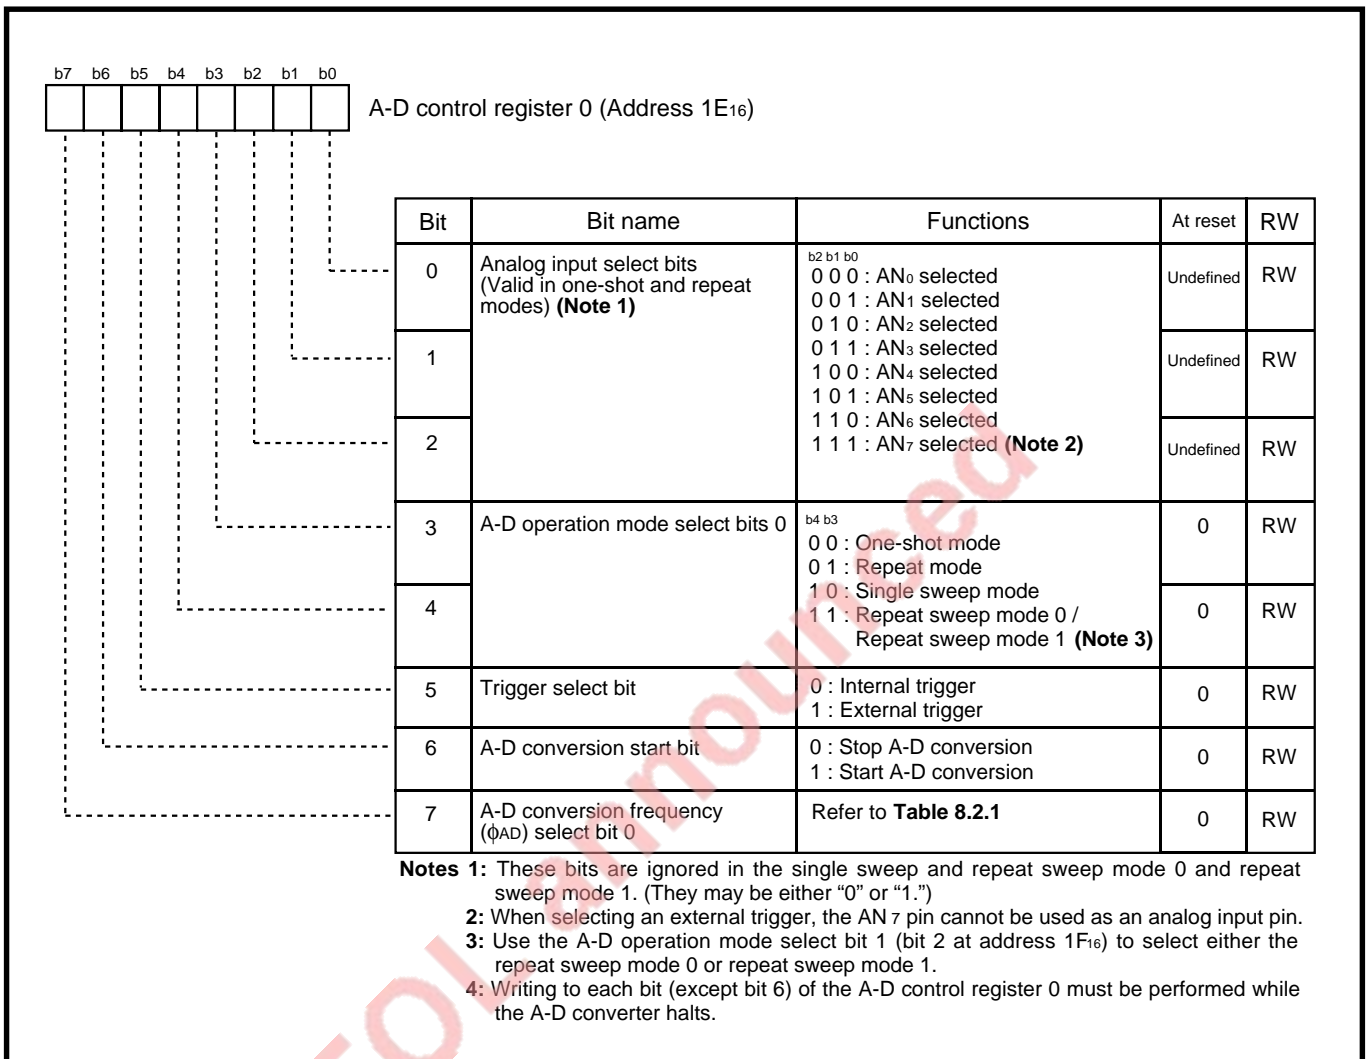 b7 b6 b5 b4 b3 b2 b1 b0
A-D control register 0 (Address 1E16)
Bit Bit name Functions At reset RW
0 Analog input select bits (Valid in one-shot and repeat modes) (Note 1)
b2 b1 b0
0 0 0 : AN0 selected
0 0 1 : AN1 selected
0 1 0 : AN2 selected
0 1 1 : AN3 selected
1 0 0 : AN4 selected
1 0 1 : AN5 selected
1 1 0 : AN6 selected
1 1 1 : AN7 selected (Note 2)
Undefined RW
1 Undefined RW
2 Undefined RW
3 A-D operation mode select bits 0
b4 b3
0 0 : One-shot mode
0 1 : Repeat mode
1 0 : Single sweep mode
1 1 : Repeat sweep mode 0 /
Repeat sweep mode 1 (Note 3)
0 RW
4 0 RW
5 Trigger select bit
0 : Internal trigger
1 : External trigger
0 RW
6 A-D conversion start bit
0 : Stop A-D conversion
1 : Start A-D conversion
0 RW
7 A-D conversion frequency
(ϕAD) select bit 0
Refer to Table 8.2.1
0 RW
Notes 1: These bits are ignored in the single sweep and repeat sweep mode 0 and repeat
sweep mode 1. (They may be either “0” or “1.”)
2: When selecting an external trigger, the AN7 pin cannot be used as an analog input pin.
3: Use the A-D operation mode select bit 1 (bit 2 at address 1F16) to select either the
repeat sweep mode 0 or repeat sweep mode 1.
4: Writing to each bit (except bit 6) of the A-D control register 0 must be performed while
the A-D converter halts.
EOL announced